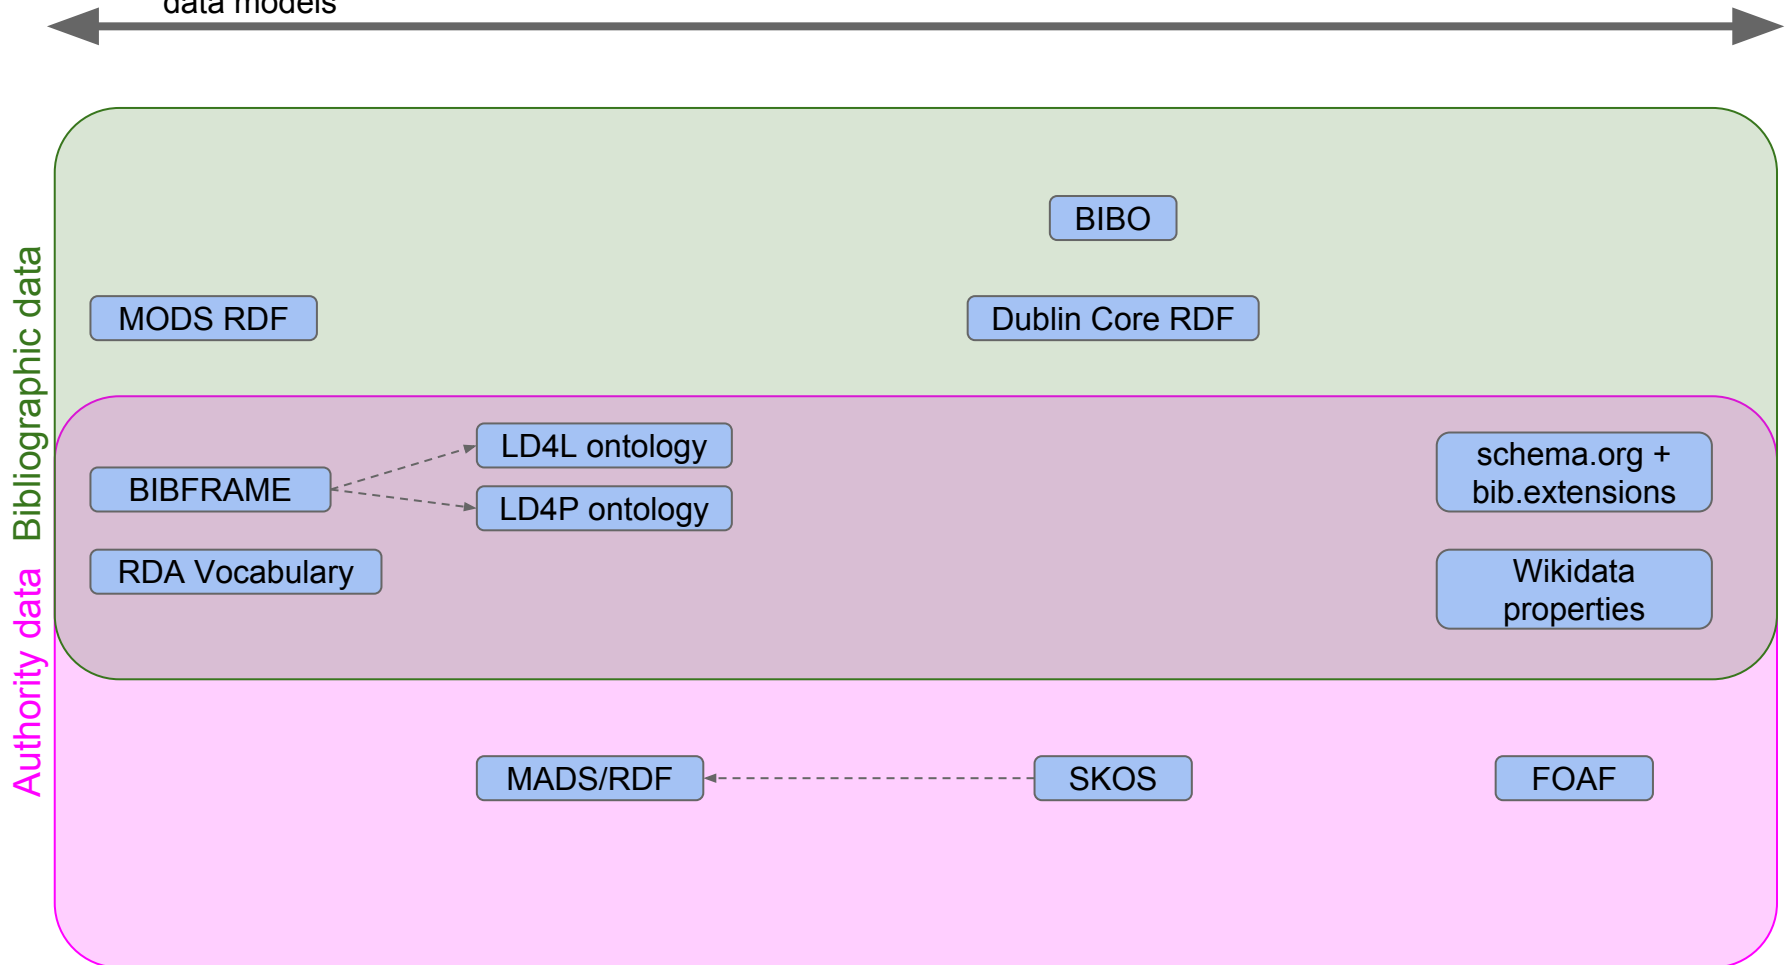 data models
BIBO
MODS RDF
Dublin Core RDF
Bibliographic data
LD4L ontology
BIBFRAME
LD4P ontology
schema.org +
bib.extensions
RDA Vocabulary
Wikidata
properties
Authority data
MADS/RDF
SKOS
FOAF